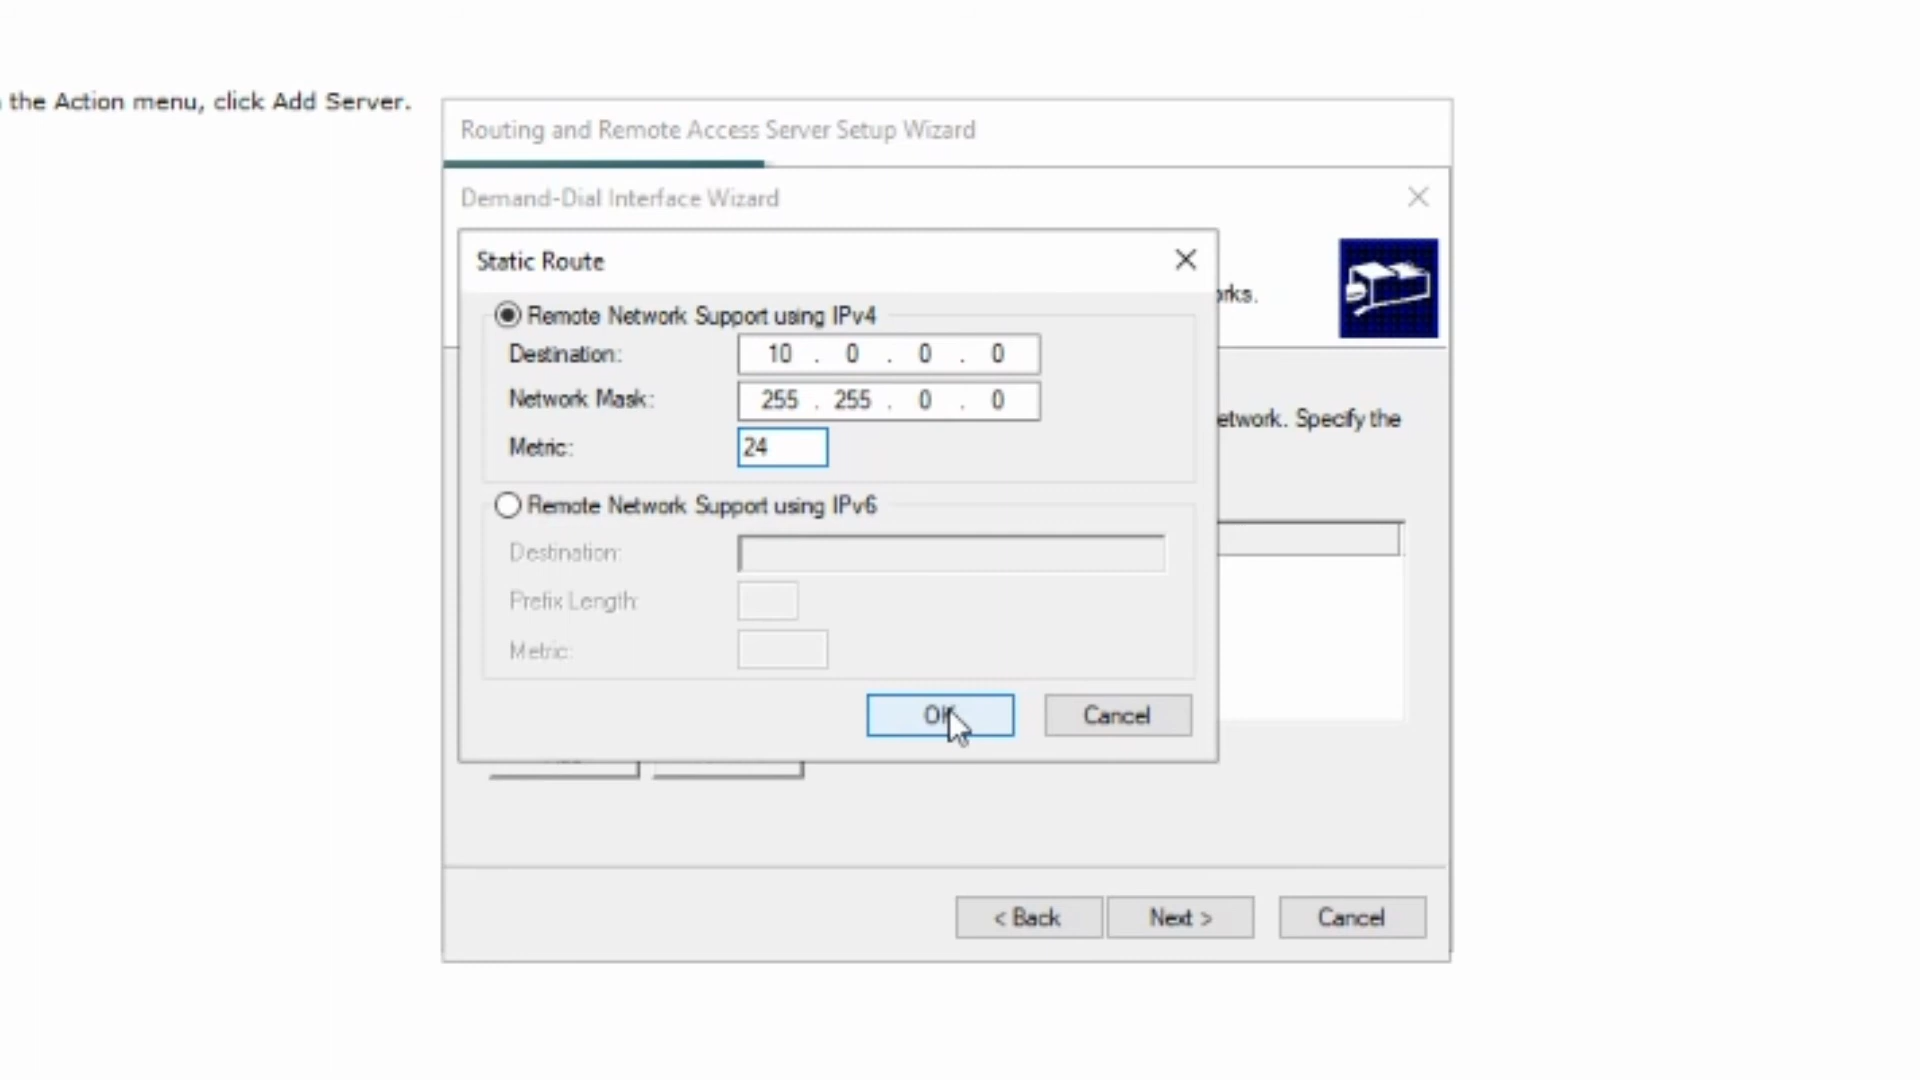 the Action menu, click Add Server.
Routing and Remote Access Server Setup Wizard
Demand-Dial Interface Wizard
Static Route
Remote Network Support using IPv4
Destination: 10 . 0 . 0 . 0
Network Mask: 255 . 255 . 0 . 0
Metric: 24
Specify the
Remote Network Support using IPv6
Destination:
Prefix Length:
Metric:
OK Cancel
< Back Next > Cancel